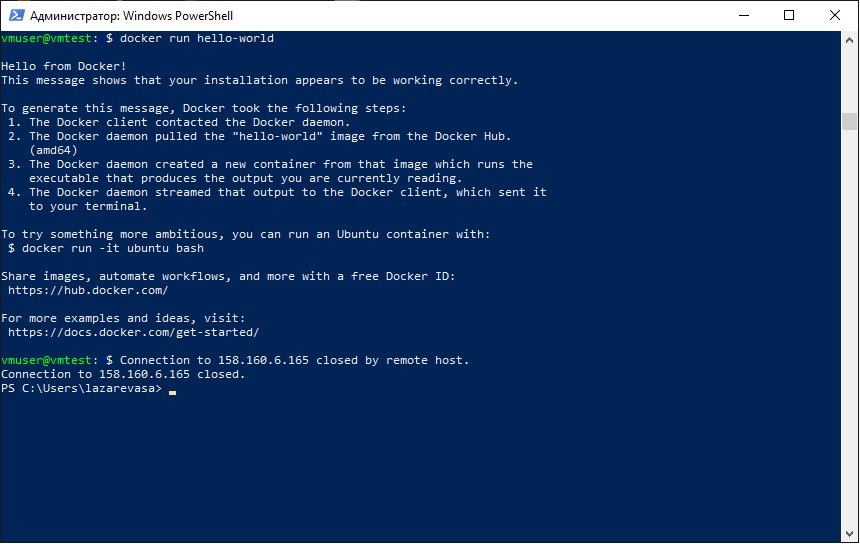 Администратор: Windows PowerShell
vmuser@vmtest: $ docker run hello-world
Hello from Docker!
This message shows that your installation appears to be working correctly.
To generate this message, Docker took the following steps:
1. The Docker client contacted the Docker daemon.
2. The Docker daemon pulled the "hello-world" image from the Docker Hub.
(amd64)
3. The Docker daemon created a new container from that image which runs the
executable that produces the output you are currently reading.
4. The Docker daemon streamed that output to the Docker client, which sent it
to your terminal.
To try something more ambitious, you can run an Ubuntu container with:
$ docker run -it ubuntu bash
Share images, automate workflows, and more with a free Docker ID:
https://hub.docker.com/
For more examples and ideas, visit:
https://docs.docker.com/get-started/
vmuser@vmtest: $ Connection to 158.160.6.165 closed by remote host.
Connection to 158.160.6.165 closed.
PS C:\Users\lazarevasa>